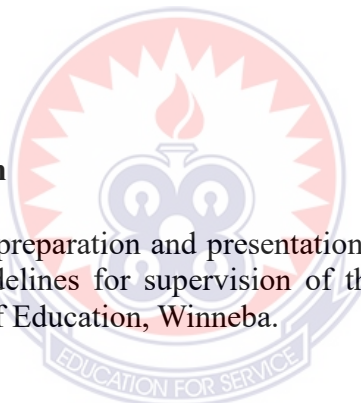 n
preparation and presentation
delines for supervision of th
f Education, Winneba.
EDUCATION FOR SERVICE